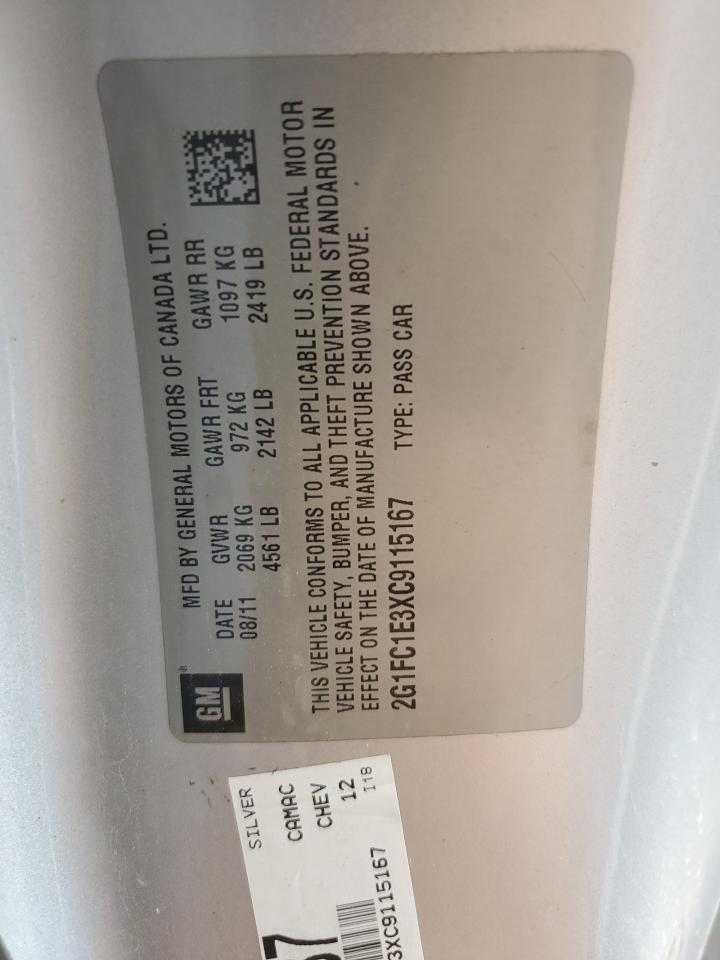 GM
MFD BY GENERAL MOTORS OF CANADA LTD.
DATE GVWR GAWR FRT GAWR RR
08/11 2069 KG 972 KG 1097 KG
4561 LB 2142 LB 2419 LB
THIS VEHICLE CONFORMS TO ALL APPLICABLE U.S. FEDERAL MOTOR
VEHICLE SAFETY, BUMPER, AND THEFT PREVENTION STANDARDS IN
EFFECT ON THE DATE OF MANUFACTURE SHOWN ABOVE.
2G1FC1E3XC9115167 TYPE: PASS CAR
SILVER
CAMAC
CHEV
12
I18
67
3XC9115167